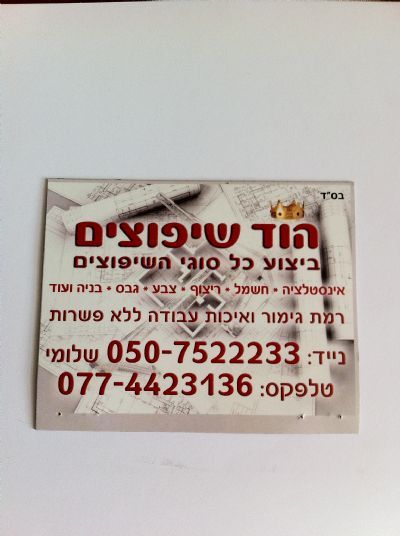 בס"ד
הוד שיפוצים
ביצוע כל סוגי השיפוצים
אינסטלציה * חשמל * ריצוף * צבע * גבס * בניה ועוד
רמת גימור ואיכות עבודה ללא פשרות
נייד: 050-7522233 שלומי
טלפקס: 077-4423136